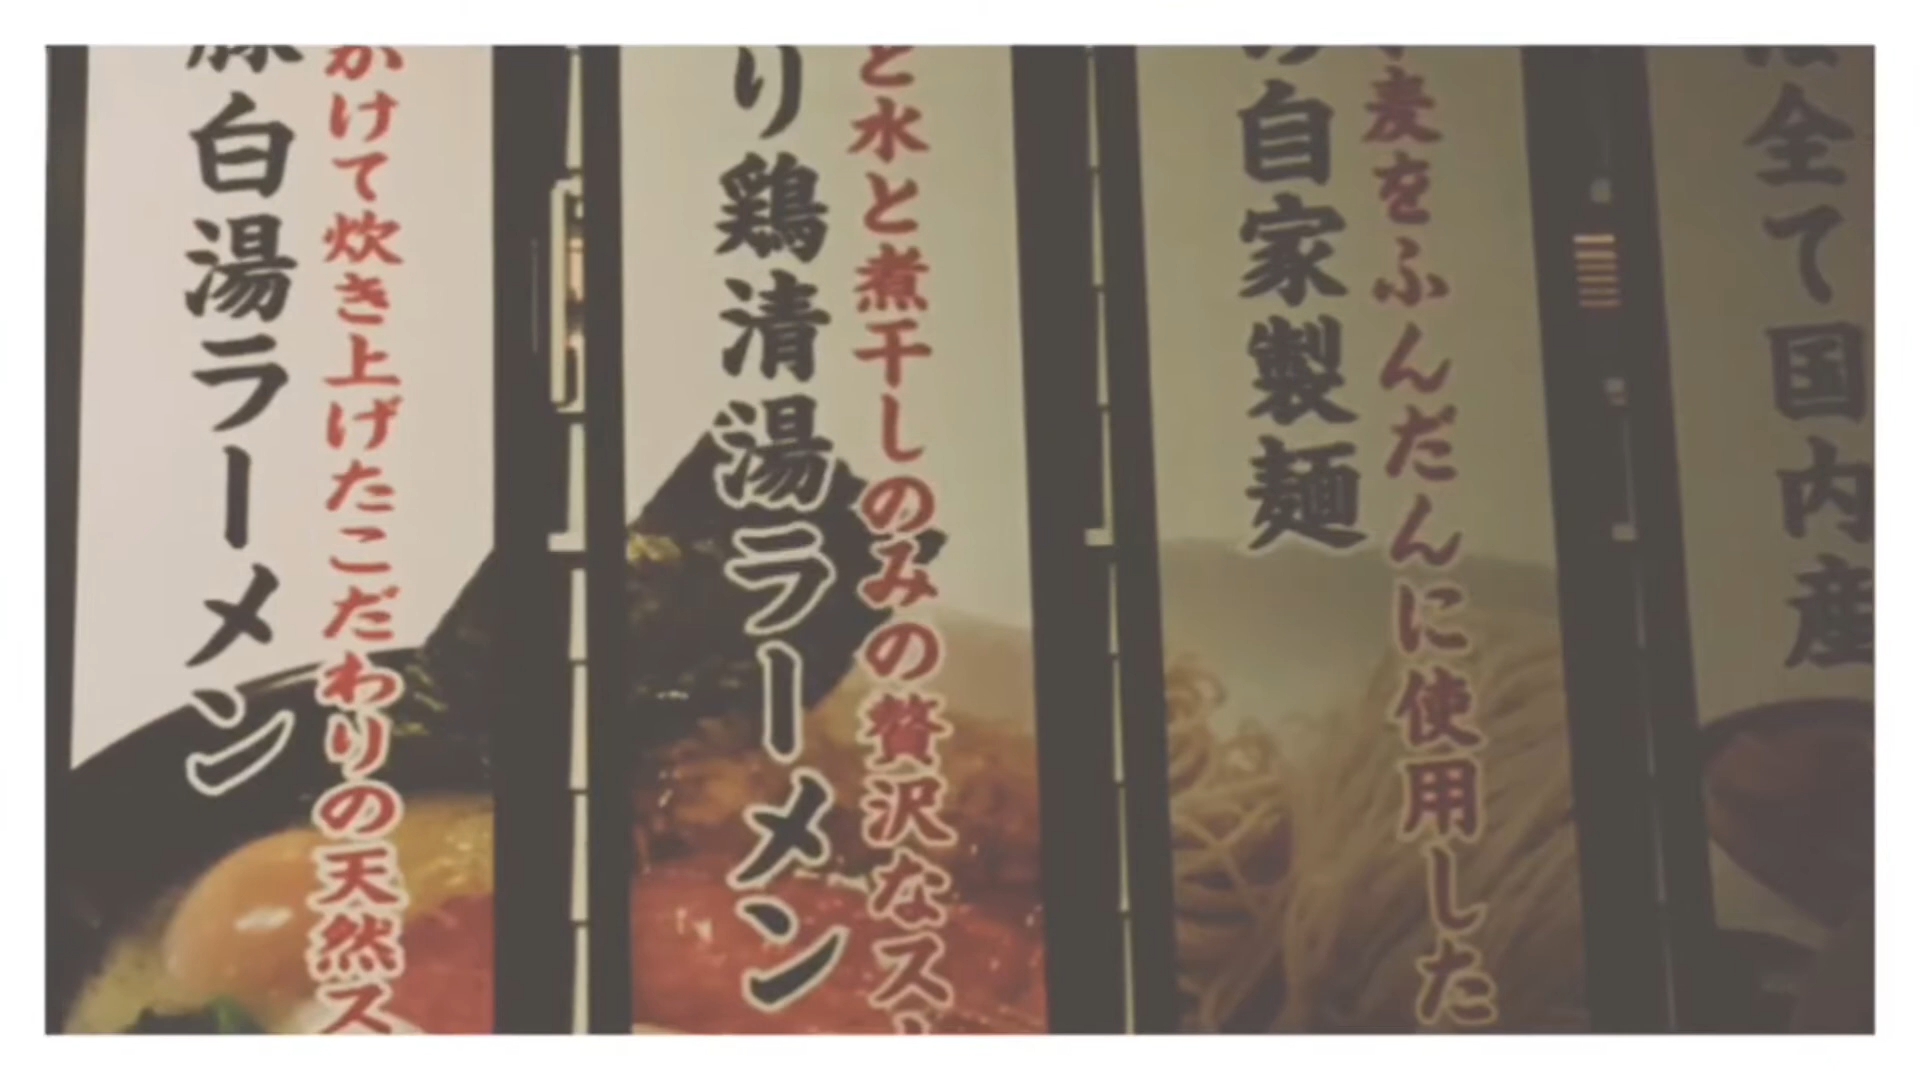 かけて炊き上げたこだわりの天然ス
豚白湯ラーメン
と水と煮干しのみの贅沢なスー
り鶏清湯ラーメン
麦をふんだんに使用した
の自家製麺
は全て国内産